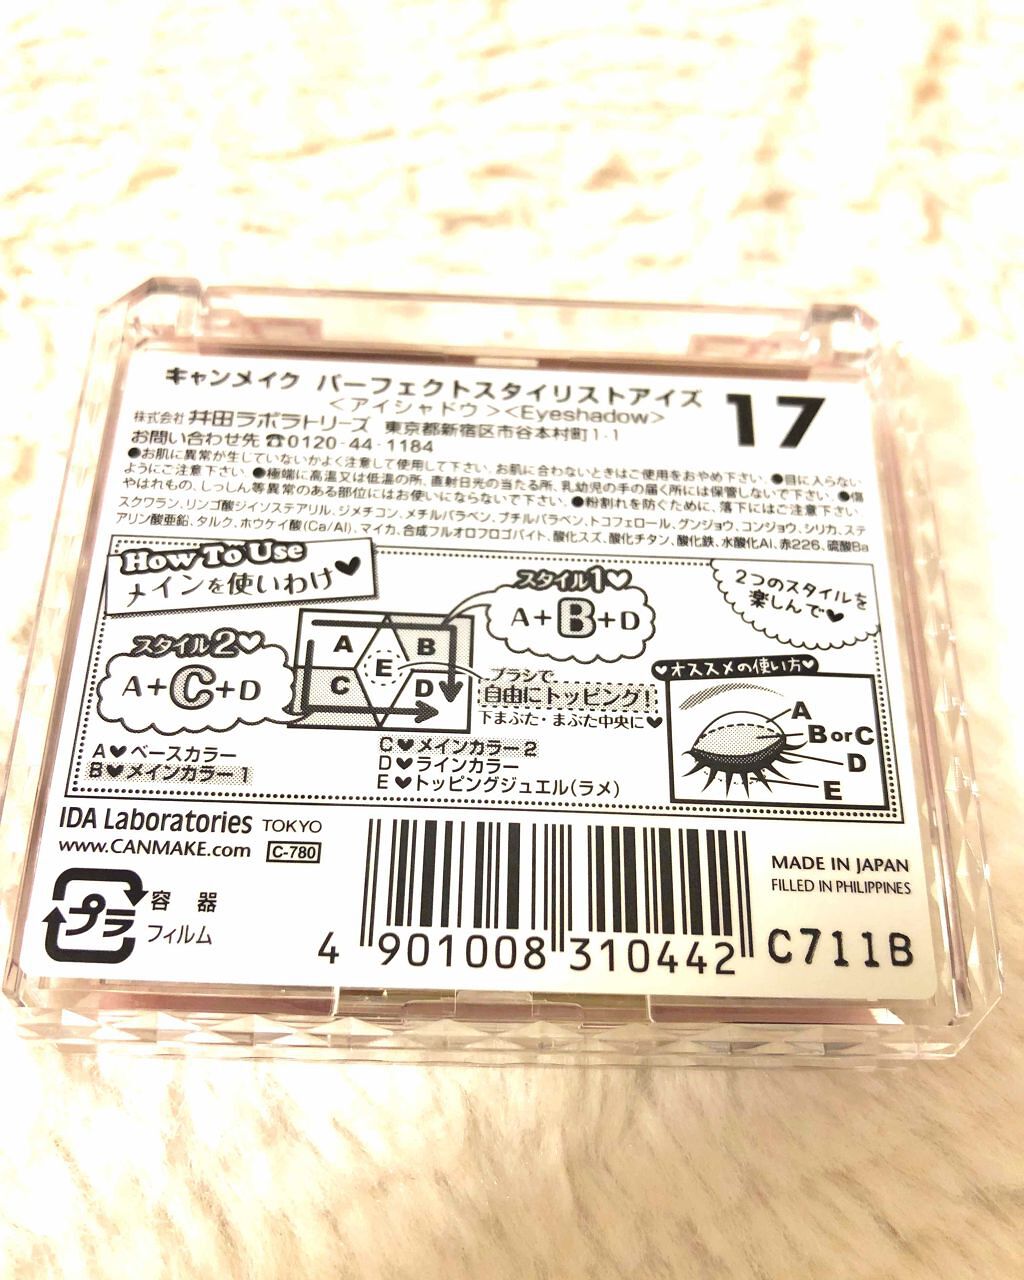 キャンメイク パーフェクトスタイリストアイズ
17
<アイシャドウ><Eyeshadow>
株式会社 井田ラボラトリーズ 東京都新宿区市谷本村町1-1
お問い合わせ先 ☎0120-44-1184
●お肌に異常が生じていないかよく注意して使用して下さい。お肌に合わないときはご使用をおやめ下さい。●目に入らない
ようにご注意下さい。●極端に高温又は低温の所、直射日光の当たる所、乳幼児の手の届く所には保管しないで下さい。●傷
やはれもの、しっしん等異常のある部位にはお使いにならないで下さい。●粉割れを防ぐために、落下にはご注意下さい。
スクワラン、リンゴ酸ジイソステアリル、ジメチコン、メチルパラベン、ブチルパラベン、トコフェロール、グンジョウ、コンジョウ、シリカ、ステ
アリン酸亜鉛、タルク、ホウケイ酸(Ca/Al)、マイカ、合成フルオロフロゴパイト、酸化スズ、酸化チタン、酸化鉄、水酸化Al、赤226、硫酸Ba
How To Use
メインを使いわけ♥
スタイル1♡
A+B+D
2つのスタイルを
楽しんで♥
スタイル2♡
A+C+D
A
B
C
D
E
ブラシで
自由にトッピング!
下まぶた・まぶた中央に♥
♥オススメの使い方♥
A
B or C
D
E
A♥ベースカラー
B♥メインカラー1
C♥メインカラー2
D♥ラインカラー
E♥トッピングジュエル(ラメ)
IDA Laboratories TOKYO
www.CANMAKE.com C-780
プラ
容器
フィルム
4 901008 310442
MADE IN JAPAN
FILLED IN PHILIPPINES
C711B